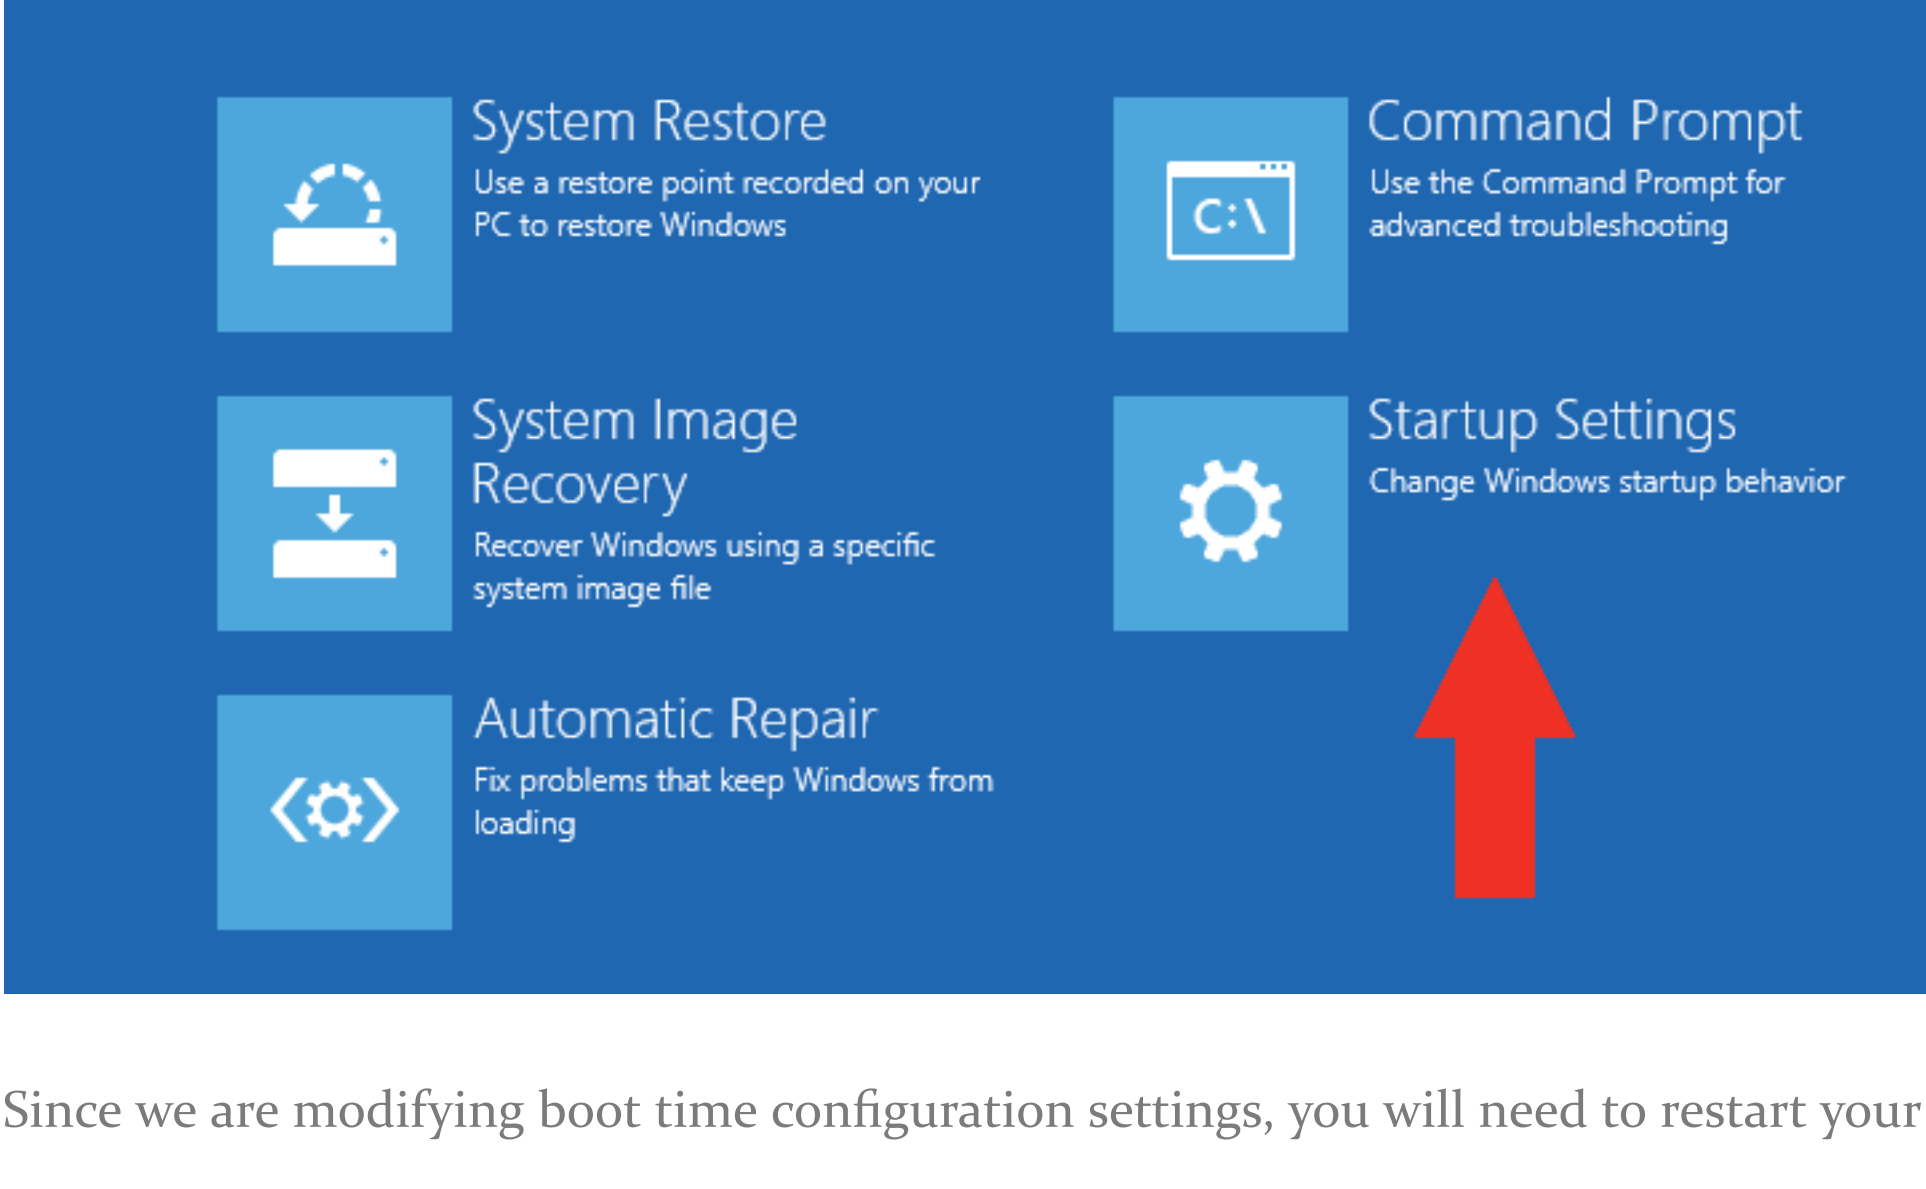 System Restore
Use a restore point recorded on your
PC to restore Windows
Command Prompt
Use the Command Prompt for
advanced troubleshooting
C:\
System Image
Recovery
Recover Windows using a specific
system image file
Startup Settings
Change Windows startup behavior
Automatic Repair
Fix problems that keep Windows from
loading
Since we are modifying boot time configuration settings, you will need to restart your